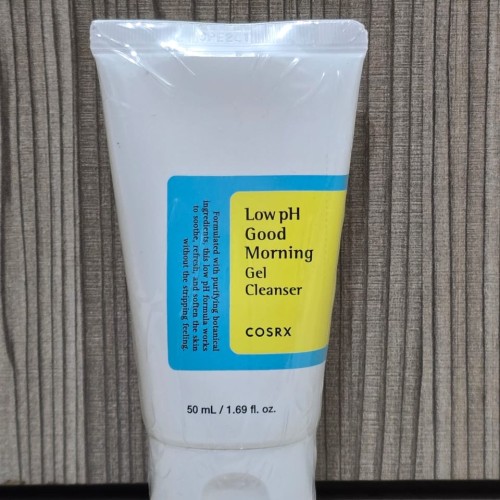 Low pH
Good
Morning
Gel
Cleanser
COSRX
Formulated with purifying botanical
ingredients, this low pH formula works
to soothe, refresh, and soften the skin
without the stripping feeling.
50 mL / 1.69 fl. oz.